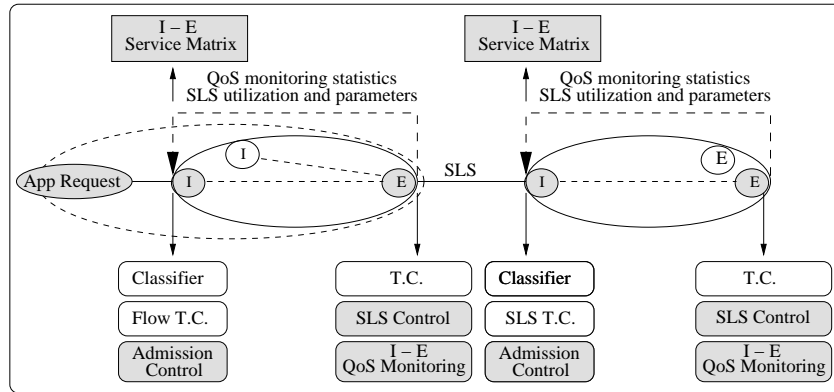 I – E
Service Matrix
I – E
Service Matrix
QoS monitoring statistics
SLS utilization and parameters
QoS monitoring statistics
SLS utilization and parameters
I
E
App Request
I
E
SLS
I
E
Classifier
T.C.
Classifier
T.C.
Flow T.C.
SLS Control
SLS T.C.
SLS Control
Admission
Control
I – E
QoS Monitoring
Admission
Control
I – E
QoS Monitoring